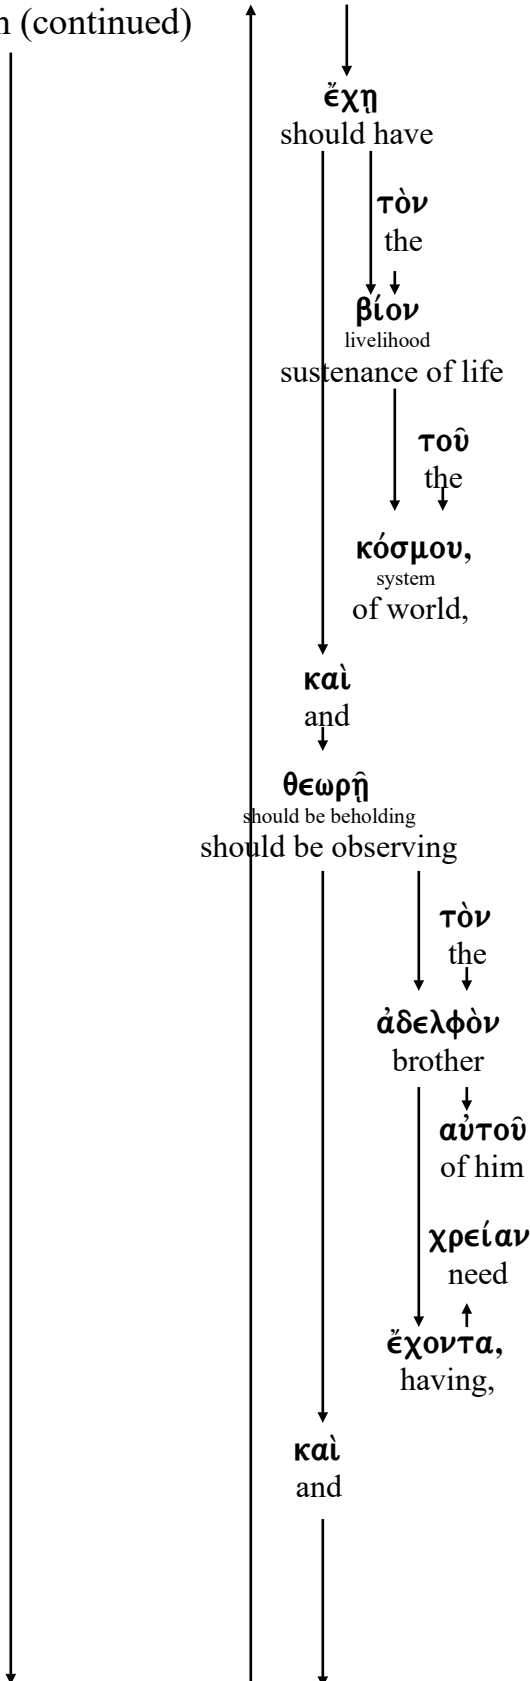 n (continued)
ἔχῃ
should have
τὸν
the
βίον
livelihood
sustenance of life
τοῦ
the
κόσμου,
system
of world,
καὶ
and
θεωρῇ
should be beholding
should be observing
τὸν
the
ἀδελφὸν
brother
αὐτοῦ
of him
χρείαν
need
ἔχοντα,
having,
καὶ
and